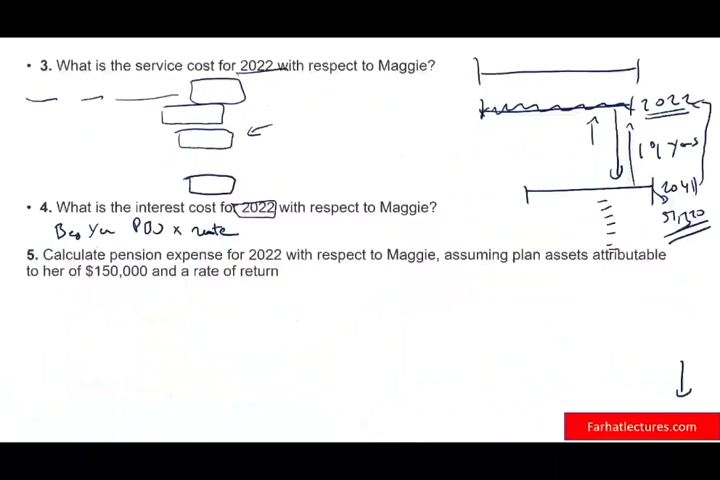 • 3. What is the service cost for 2022 with respect to Maggie?
2022
19 years
2041
• 4. What is the interest cost for 2022 with respect to Maggie?
Beg Year PBO x rate
5. Calculate pension expense for 2022 with respect to Maggie, assuming plan assets attributable
to her of $150,000 and a rate of return
Farhatlectures.com